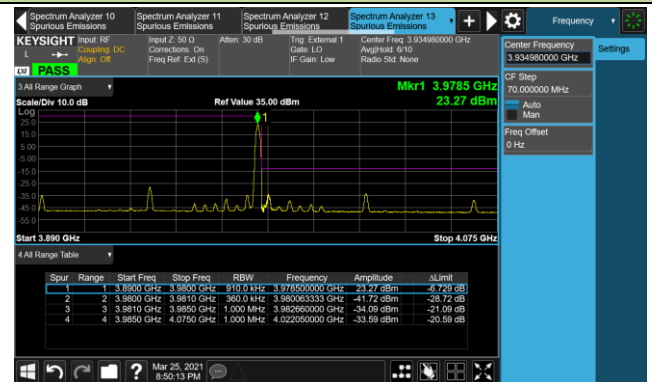 Spectrum Analyzer 10
Spurious Emissions
Spectrum Analyzer 11
Spurious Emissions
Spectrum Analyzer 12
Spurious Emissions
Spectrum Analyzer 13
Spurious Emissions
Frequency
KEYSIGHT
L
Input: RF
Coupling: DC
Align: Off
Input Z: 50 Ω
Corrections: On
Freq Ref: Ext (S)
Atten: 30 dB
Trig: External 1
Gate: LO
IF Gain: Low
Center Freq: 3.934980000 GHz
Avg|Hold: 6/10
Radio Std: None
PASS
3 All Range Graph
Mkr1 3.9785 GHz
Scale/Div 10.0 dB
Ref Value 35.00 dBm
23.27 dBm
Log
1
25.0
15.0
5.00
-5.00
-15.0
-25.0
-35.0
-45.0
-55.0
Start 3.890 GHz
Stop 4.075 GHz
4 All Range Table
Spur Range Start Freq Stop Freq RBW Frequency Amplitude ΔLimit
1 1 3.8900 GHz 3.9800 GHz 910.0 kHz 3.978500000 GHz 23.27 dBm -6.729 dB
2 2 3.9800 GHz 3.9810 GHz 360.0 kHz 3.980063333 GHz -41.72 dBm -28.72 dB
3 3 3.9810 GHz 3.9850 GHz 1.000 MHz 3.982660000 GHz -34.09 dBm -21.09 dB
4 4 3.9850 GHz 4.0750 GHz 1.000 MHz 4.022050000 GHz -33.59 dBm -20.59 dB
Center Frequency
3.934980000 GHz
Settings
CF Step
70.000000 MHz
Auto
Man
Freq Offset
0 Hz
?
Mar 25, 2021
8:50:13 PM